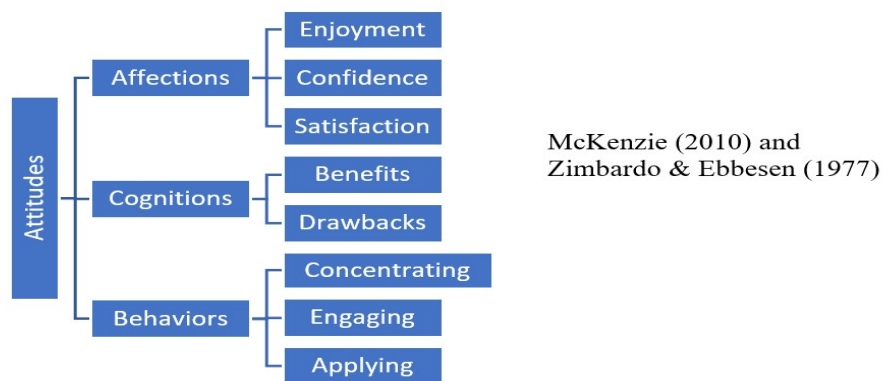 Attitudes
Affections
Enjoyment
Confidence
Satisfaction
Cognitions
Benefits
Drawbacks
Behaviors
Concentrating
Engaging
Applying
McKenzie (2010) and
Zimbardo & Ebbesen (1977)